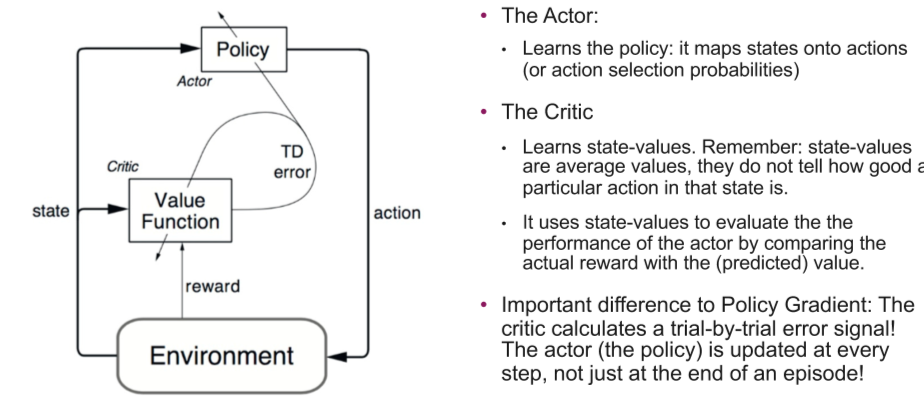 Policy
Actor
Critic
TD
error
Value
Function
state
action
reward
Environment
• The Actor:
• Learns the policy: it maps states onto actions
(or action selection probabilities)
• The Critic
• Learns state-values. Remember: state-values
are average values, they do not tell how good a
particular action in that state is.
• It uses state-values to evaluate the the
performance of the actor by comparing the
actual reward with the (predicted) value.
• Important difference to Policy Gradient: The
critic calculates a trial-by-trial error signal!
The actor (the policy) is updated at every
step, not just at the end of an episode!